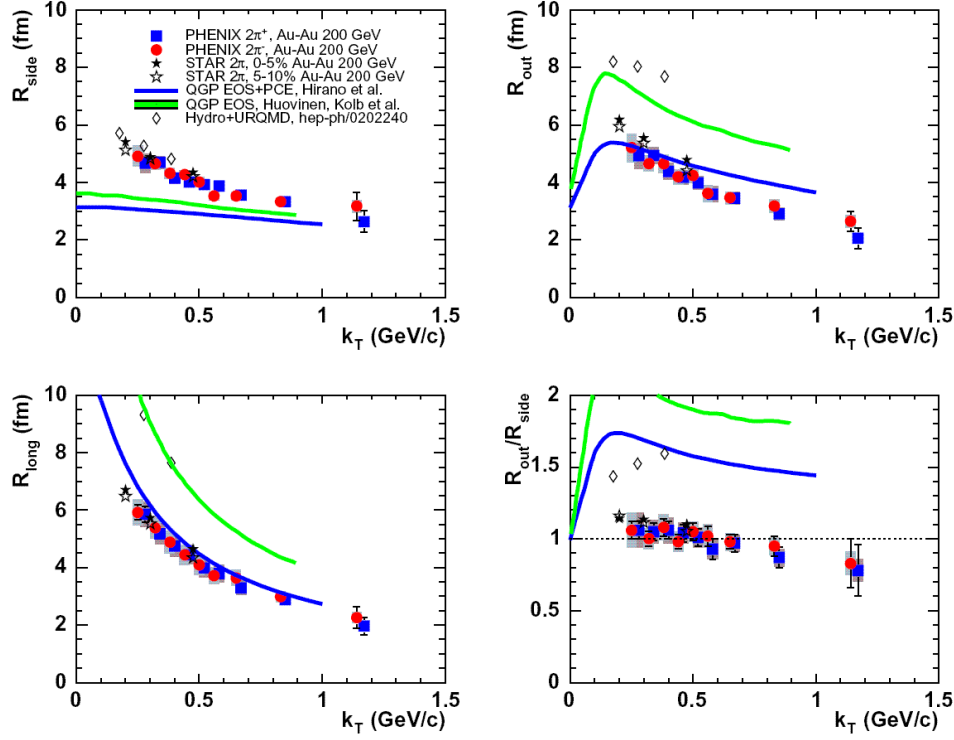 R_side (fm)
10
8
6
4
2
0
PHENIX 2π⁺, Au-Au 200 GeV
PHENIX 2π⁻, Au-Au 200 GeV
STAR 2π, 0-5% Au-Au 200 GeV
STAR 2π, 5-10% Au-Au 200 GeV
QGP EOS+PCE, Hirano et al.
QGP EOS, Huovinen, Kolb et al.
Hydro+URQMD, hep-ph/0202240
0 0.5 1 1.5
k_T (GeV/c)
R_out (fm)
10
8
6
4
2
0
0 0.5 1 1.5
k_T (GeV/c)
R_long (fm)
10
8
6
4
2
0
0 0.5 1 1.5
k_T (GeV/c)
R_out/R_side
2
1.5
1
0.5
0
0 0.5 1 1.5
k_T (GeV/c)